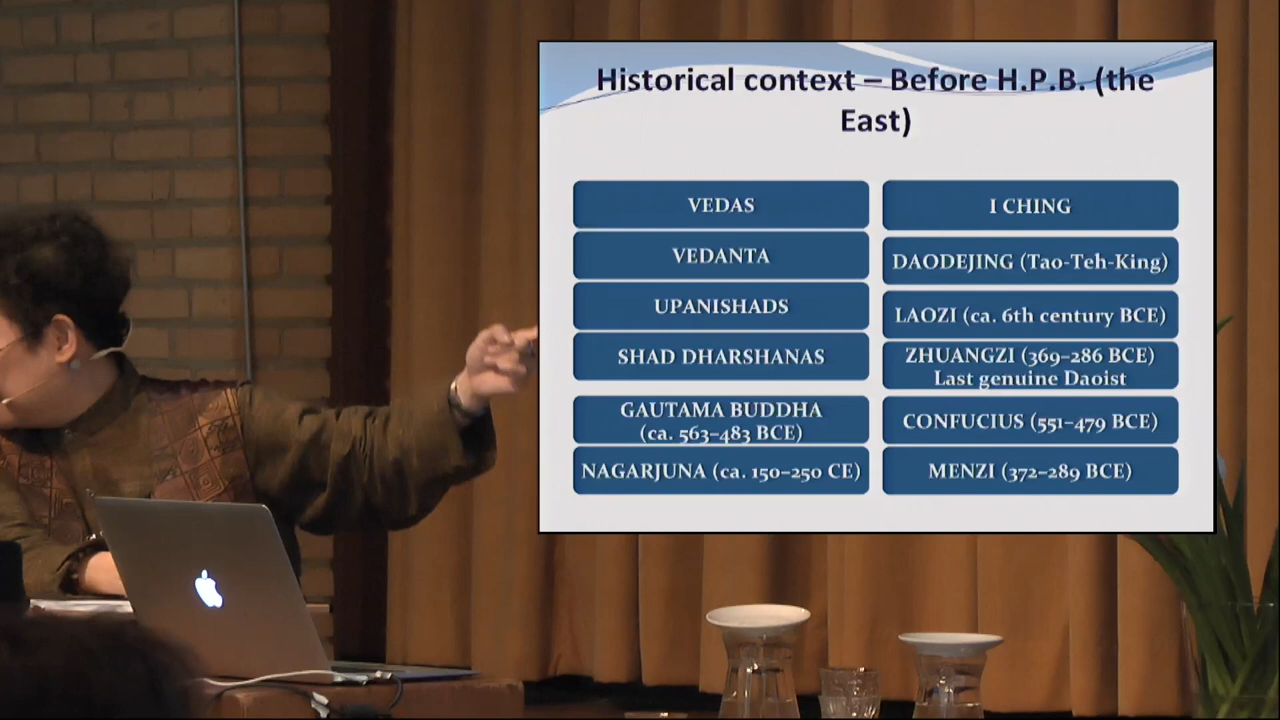 Historical context – Before H.P.B. (the
East)
VEDAS
VEDANTA
UPANISHADS
SHAD DHARSHANAS
GAUTAMA BUDDHA
(ca. 563–483 BCE)
NAGARJUNA (ca. 150–250 CE)
I CHING
DAODEJING (Tao-Teh-King)
LAOZI (ca. 6th century BCE)
ZHUANGZI (369–286 BCE)
Last genuine Daoist
CONFUCIUS (551–479 BCE)
MENZI (372–289 BCE)